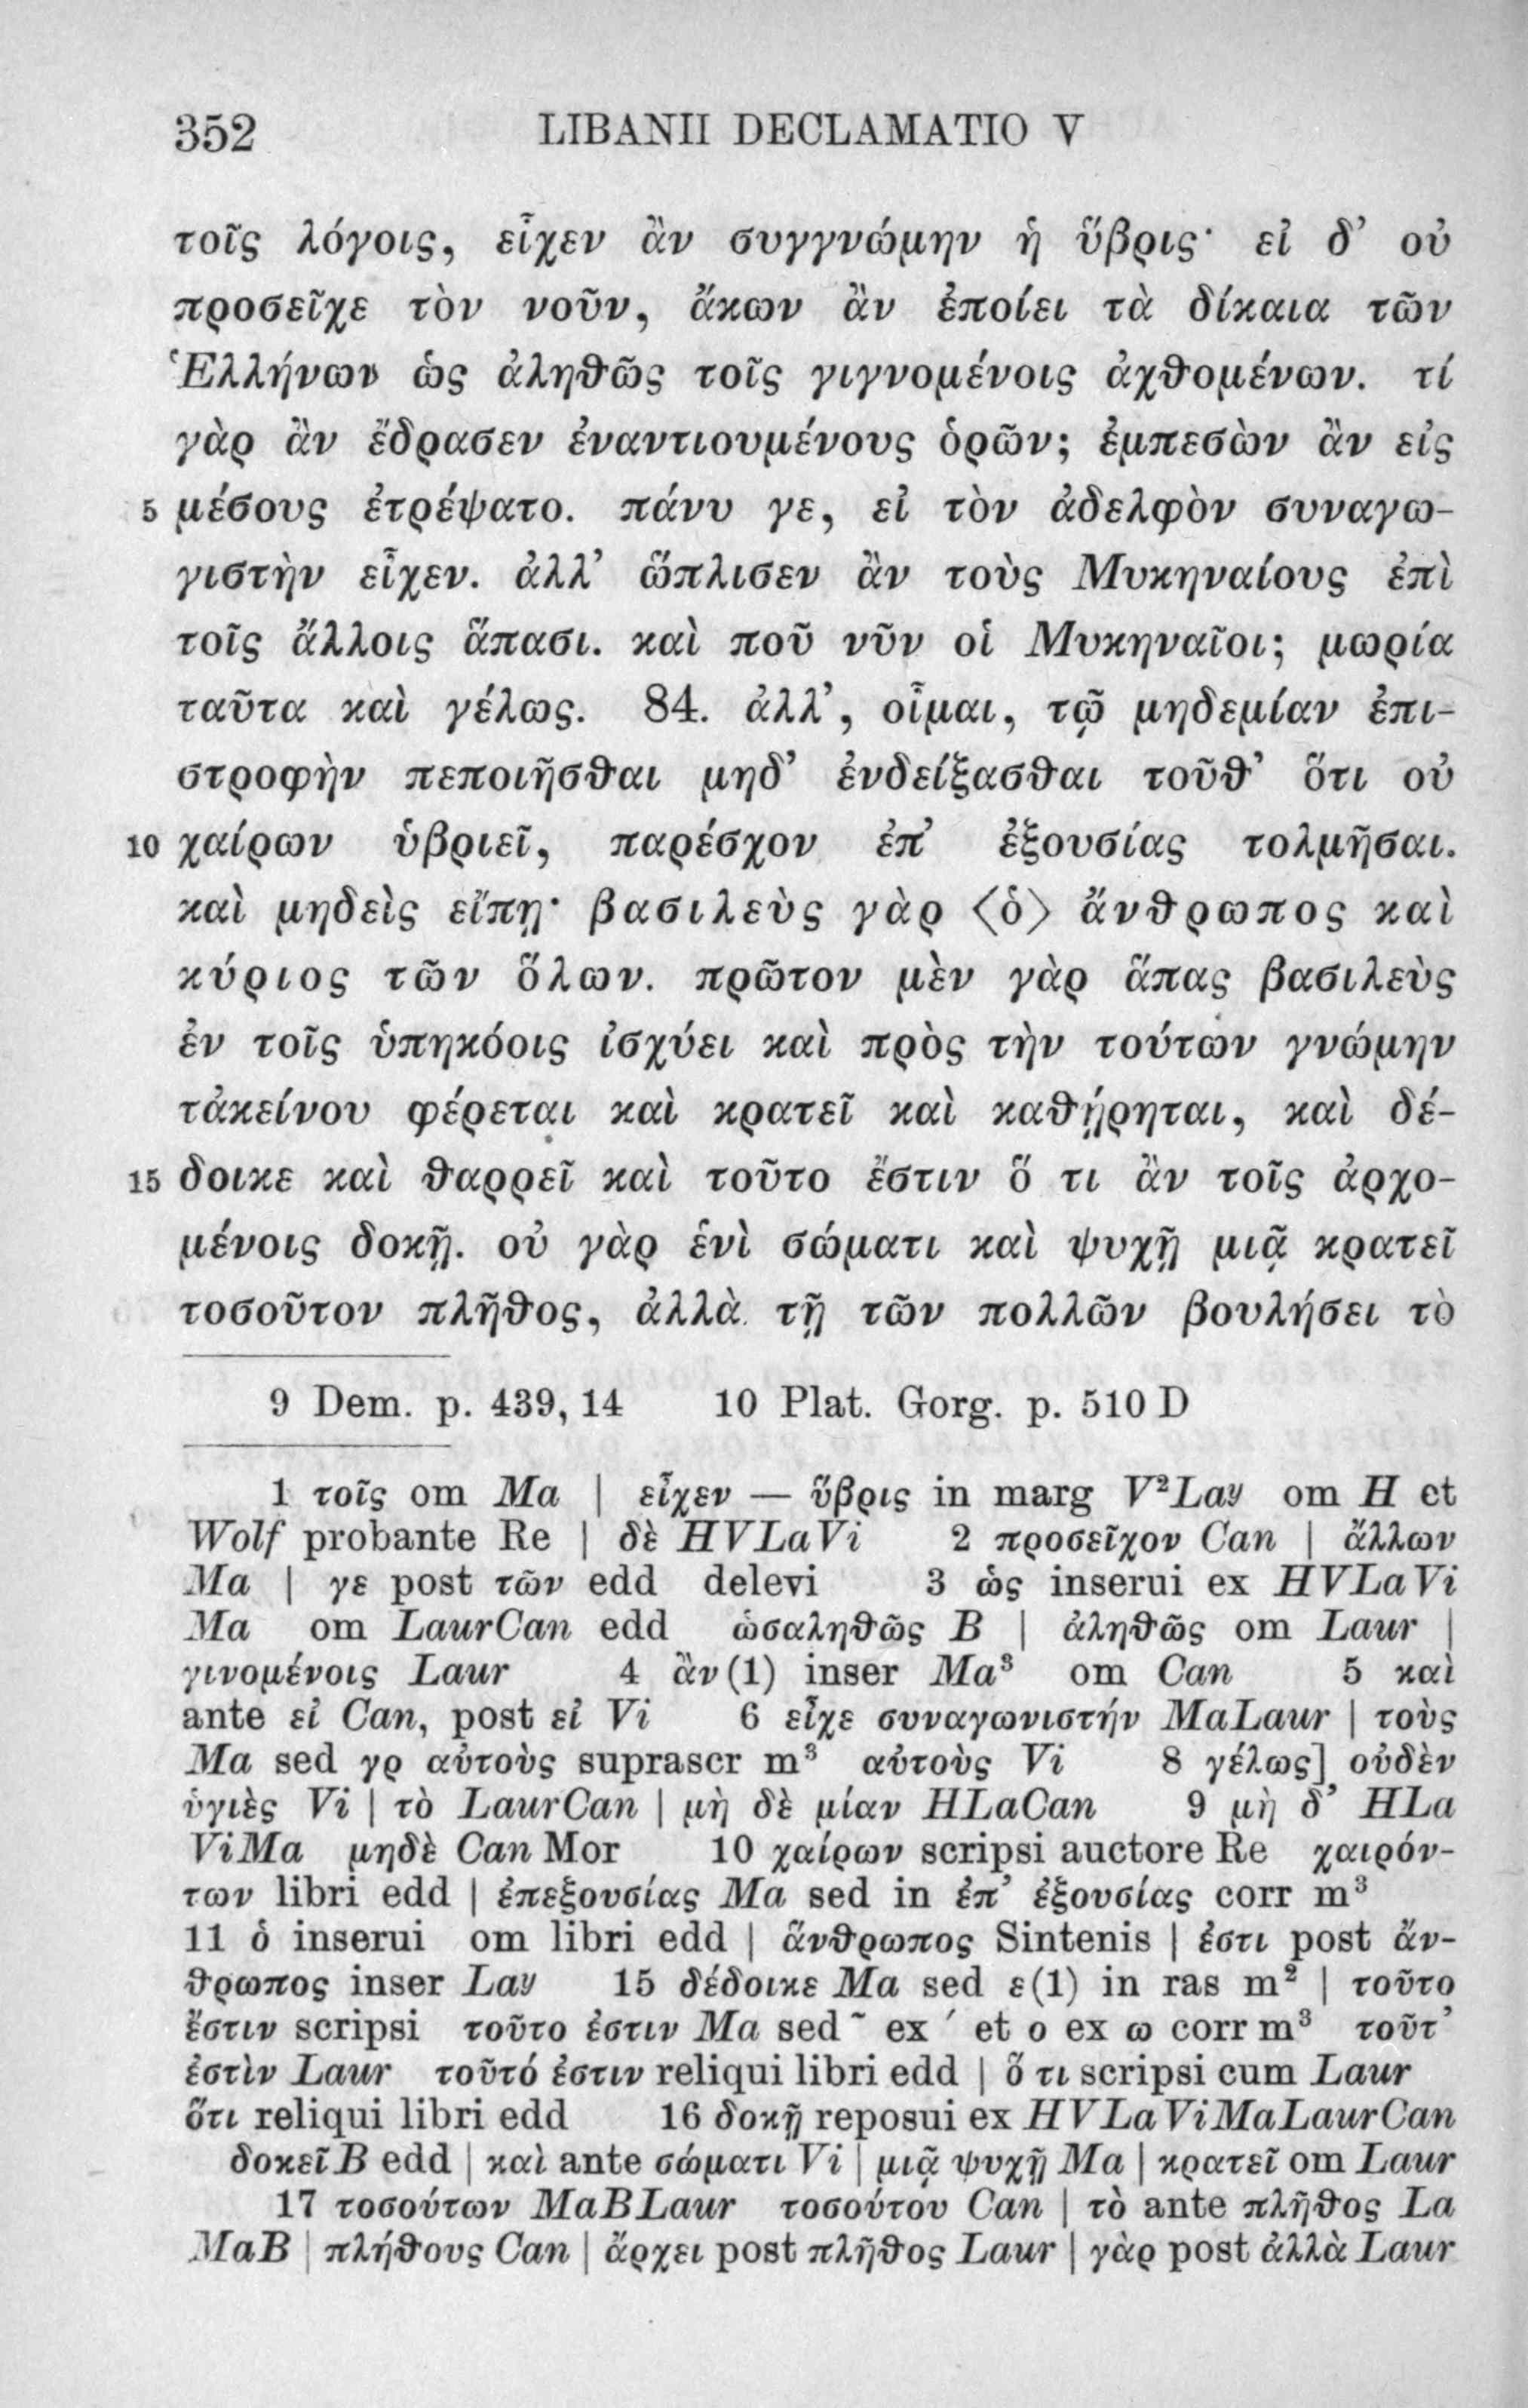 352 LIBANII DECLAMATIO V
τοῖς λόγοις, εἶχεν ἂν συγγνώμην ἡ ὕβρις· εἰ δ’ οὐ
προσεῖχε τὸν νοῦν, ἄκων ἂν ἐποίει τὰ δίκαια τῶν
Ἑλλήνων ὡς ἀληθῶς τοῖς γιγνομένοις ἀχθομένων. τί
γὰρ ἂν ἔδρασεν ἐναντιουμένους ὁρῶν; ἐμπεσὼν ἂν εἰς
5 μέσους ἐτρέψατο. πάνυ γε, εἰ τὸν ἀδελφὸν συναγω-
γιστὴν εἶχεν. ἀλλ’ ὥπλισεν ἂν τοὺς Μυκηναίους ἐπὶ
τοῖς ἄλλοις ἅπασι. καὶ ποῦ νῦν οἱ Μυκηναῖοι; μωρία
ταῦτα καὶ γέλως. 84. ἀλλ’, οἶμαι, τῷ μηδεμίαν ἐπι-
στροφὴν πεποιῆσθαι μηδ’ ἐνδείξασθαι τοῦθ’ ὅτι οὐ
10 χαίρων ὑβριεῖ, παρέσχον ἐπ’ ἐξουσίας τολμῆσαι.
καὶ μηδεὶς εἴπῃ· βασιλεὺς γὰρ ⟨ὁ⟩ ἄνθρωπος καὶ
κύριος τῶν ὅλων. πρῶτον μὲν γὰρ ἅπας βασιλεὺς
ἐν τοῖς ὑπηκόοις ἰσχύει καὶ πρὸς τὴν τούτων γνώμην
τἀκείνου φέρεται καὶ κρατεῖ καὶ καθῄρηται, καὶ δέ-
15 δοικε καὶ θαρρεῖ καὶ τοῦτο ἔστιν ὅ τι ἂν τοῖς ἀρχο-
μένοις δοκῇ. οὐ γὰρ ἑνὶ σώματι καὶ ψυχῇ μιᾷ κρατεῖ
τοσοῦτον πλῆθος, ἀλλὰ τῇ τῶν πολλῶν βουλήσει τὸ
9 Dem. p. 439, 14 10 Plat. Gorg. p. 510 D
1 τοῖς om Ma | εἶχεν — ὕβρις in marg V²Laʸ om H et
Wolf probante Re | δὲ HVLaVi 2 προσεῖχον Can | ἄλλων
Ma | γε post τῶν edd delevi 3 ὡς inserui ex HVLaVi
Ma om LaurCan edd ὡσαληθῶς B | ἀληθῶς om Laur |
γινομένοις Laur 4 ἂν (1) inser Ma³ om Can 5 καὶ
ante εἰ Can, post εἰ Vi 6 εἶχε συναγωνιστήν MaLaur | τοὺς
Ma sed γρ αὐτοὺς suprascr m³ αὐτοὺς Vi 8 γέλως] οὐδὲν
ὑγιὲς Vi | τὸ LaurCan | μὴ δὲ μίαν HLaCan 9 μὴ δ’ HLa
ViMa μηδὲ Can Mor 10 χαίρων scripsi auctore Re χαιρόν-
των libri edd | ἐπεξουσίας Ma sed in ἐπ’ ἐξουσίας corr m³
11 ὁ inserui om libri edd | ἅνθρωπος Sintenis | ἐστι post ἄν-
θρωπος inser Laʸ 15 δέδοικε Ma sed ε (1) in ras m² | τοῦτο
ἔστιν scripsi τοῦτο ἐστιν Ma sed ῀ ex ΄ et ο ex ω corr m³ τοῦτ’
ἐστὶν Laur τοῦτό ἐστιν reliqui libri edd | ὅ τι scripsi cum Laur
ὅτι reliqui libri edd 16 δοκῇ reposui ex HVLaViMaLaurCan
δοκεῖ B edd | καὶ ante σώματι Vi | μιᾷ ψυχῇ Ma | κρατεῖ om Laur
17 τοσούτων MaBLaur τοσούτου Can | τὸ ante πλῆθος La
MaB | πλήθους Can | ἄρχει post πλῆθος Laur | γὰρ post ἀλλὰ Laur